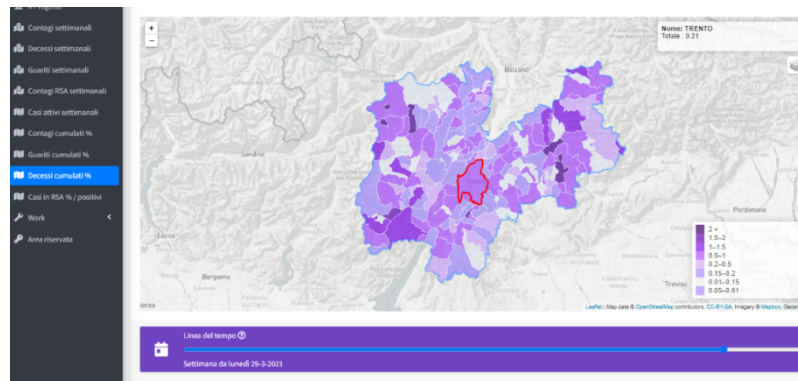 Il Progetto
Contagi settimanali
Decessi settimanali
Guariti settimanali
Contagi RSA settimanali
Casi attivi settimanali
Contagi cumulati %
Guariti cumulati %
Decessi cumulati %
Casi in RSA % / positivi
Work
Area riservata
+
−
Nome: TRENTO
Totale : 0.21
Bolzano
Sondrio
Lecce
Bergamo
Pordenone
Treviso
2 +
1.5–2
1–1.5
0.5–1
0.2–0.5
0.15–0.2
0.01–0.15
0.05–0.01
Leaflet | Map data © OpenStreetMap contributors, CC-BY-SA, Imagery © Mapbox,
Linea del tempo
Settimana da lunedì 29-3-2021